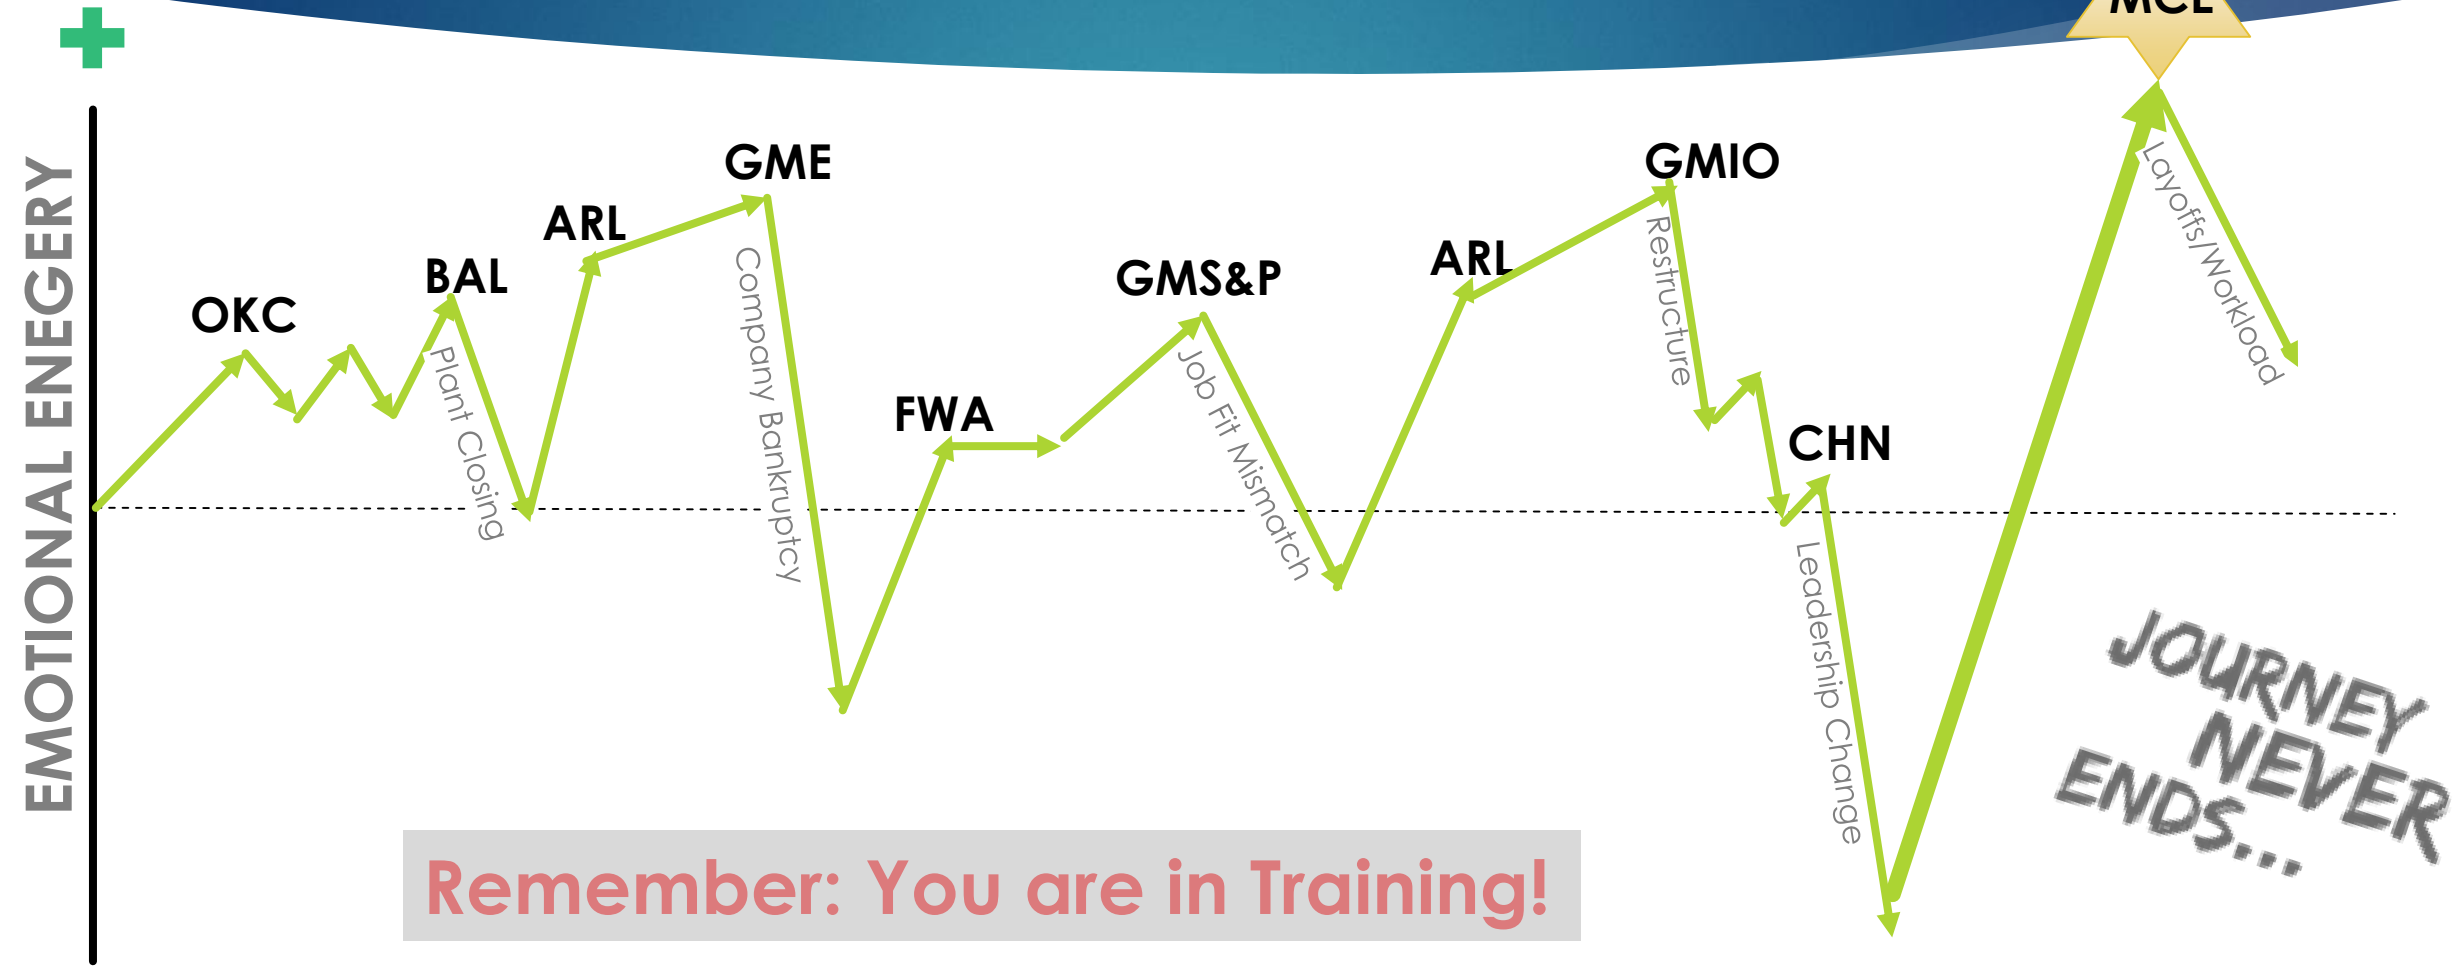 MCL
EMOTIONAL ENEGERY
OKC
BAL
Plant Closing
ARL
GME
Company Bankruptcy
FWA
GMS&P
Job Fit Mismatch
ARL
GMIO
Restructure
CHN
Leadership Change
Layoffs/Workload
JOURNEY
NEVER
ENDS...
Remember: You are in Training!